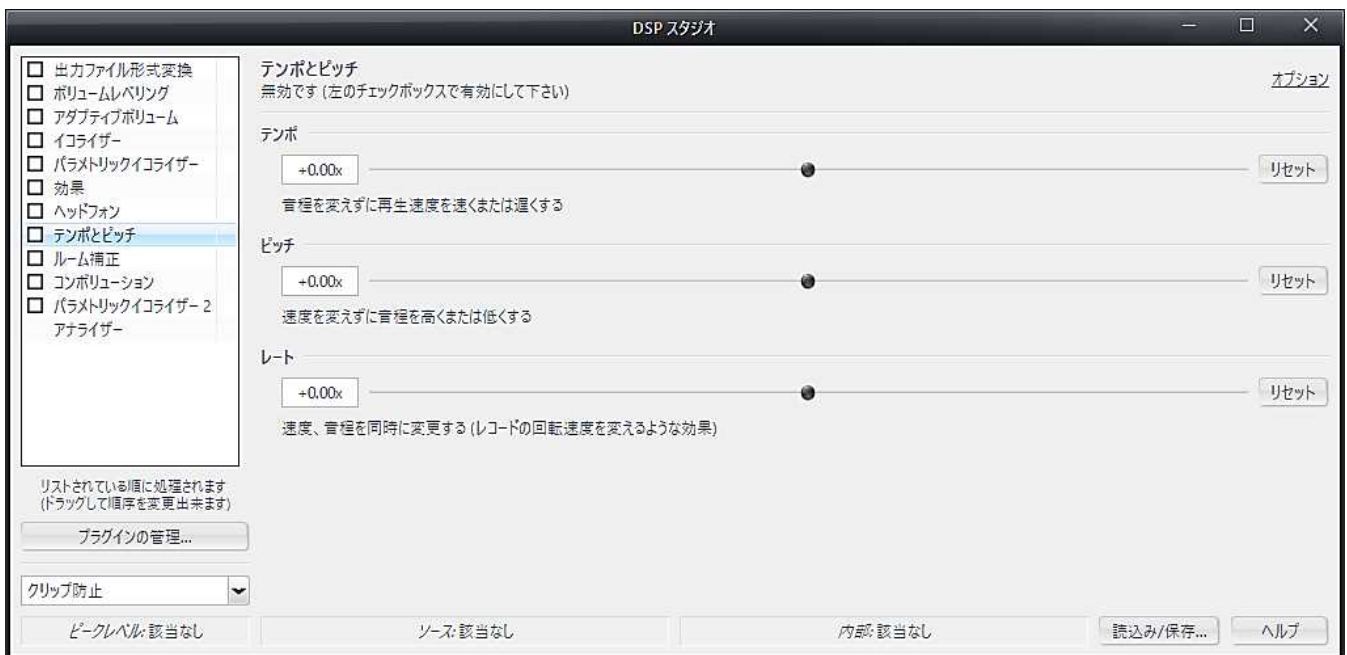 DSP スタジオ
出力ファイル形式変換
ボリュームレベリング
アダプティブボリューム
イコライザー
パラメトリックイコライザー
効果
ヘッドフォン
テンポとピッチ
ルーム補正
コンボリューション
パラメトリックイコライザー 2
アナライザー
リストされている順に処理されます
(ドラッグして順序を変更出来ます)
プラグインの管理...
クリップ防止
テンポとピッチ
無効です (左のチェックボックスで有効にして下さい)
オプション
テンポ
+0.00x
リセット
音程を変えずに再生速度を速くまたは遅くする
ピッチ
+0.00x
リセット
速度を変えずに音程を高くまたは低くする
レート
+0.00x
リセット
速度、音程を同時に変更する (レコードの回転速度を変えるような効果)
ピークレベル: 該当なし
ソース: 該当なし
内部: 該当なし
読込み/保存...
ヘルプ